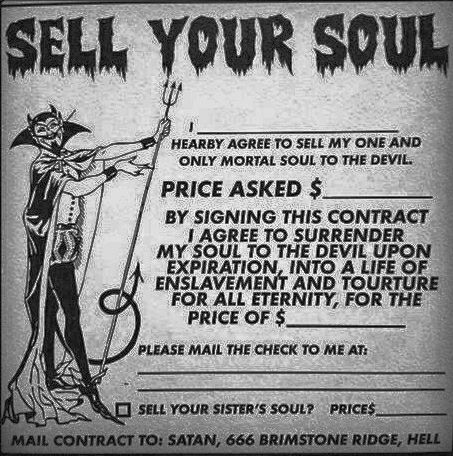 SELL YOUR SOUL
I
HEARBY AGREE TO SELL MY ONE AND
ONLY MORTAL SOUL TO THE DEVIL.
PRICE ASKED $
BY SIGNING THIS CONTRACT
I AGREE TO SURRENDER
MY SOUL TO THE DEVIL UPON
EXPIRATION, INTO A LIFE OF
ENSLAVEMENT AND TOURTURE
FOR ALL ETERNITY, FOR THE
PRICE OF $
PLEASE MAIL THE CHECK TO ME AT:
SELL YOUR SISTER'S SOUL? PRICE$
MAIL CONTRACT TO: SATAN, 666 BRIMSTONE RIDGE, HELL